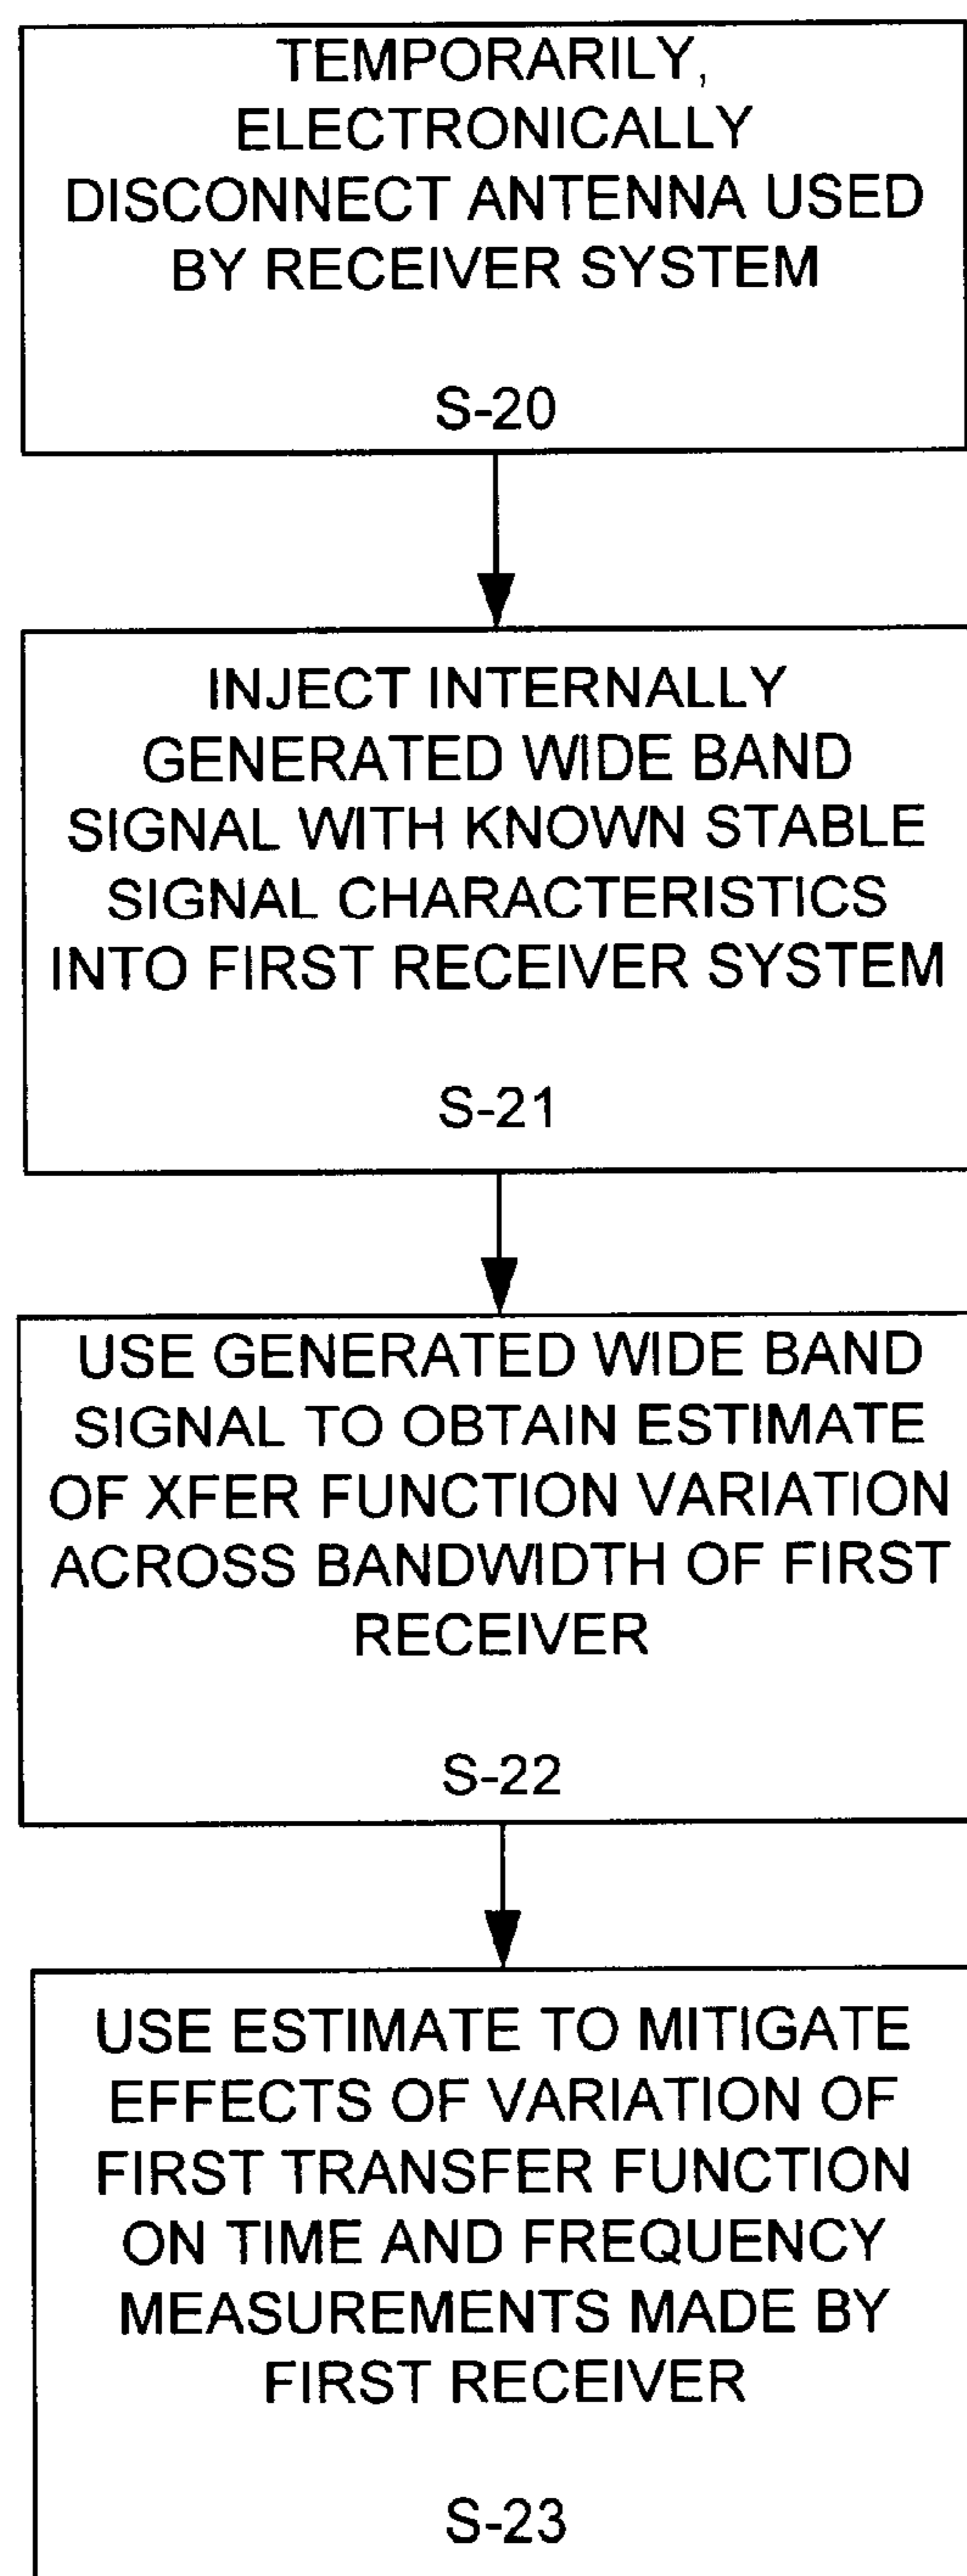 TEMPORARILY,
ELECTRONICALLY
DISCONNECT ANTENNA USED
BY RECEIVER SYSTEM
S-20
INJECT INTERNALLY
GENERATED WIDE BAND
SIGNAL WITH KNOWN STABLE
SIGNAL CHARACTERISTICS
INTO FIRST RECEIVER SYSTEM
S-21
USE GENERATED WIDE BAND
SIGNAL TO OBTAIN ESTIMATE
OF XFER FUNCTION VARIATION
ACROSS BANDWIDTH OF FIRST
RECEIVER
S-22
USE ESTIMATE TO MITIGATE
EFFECTS OF VARIATION OF
FIRST TRANSFER FUNCTION
ON TIME AND FREQUENCY
MEASUREMENTS MADE BY
FIRST RECEIVER
S-23